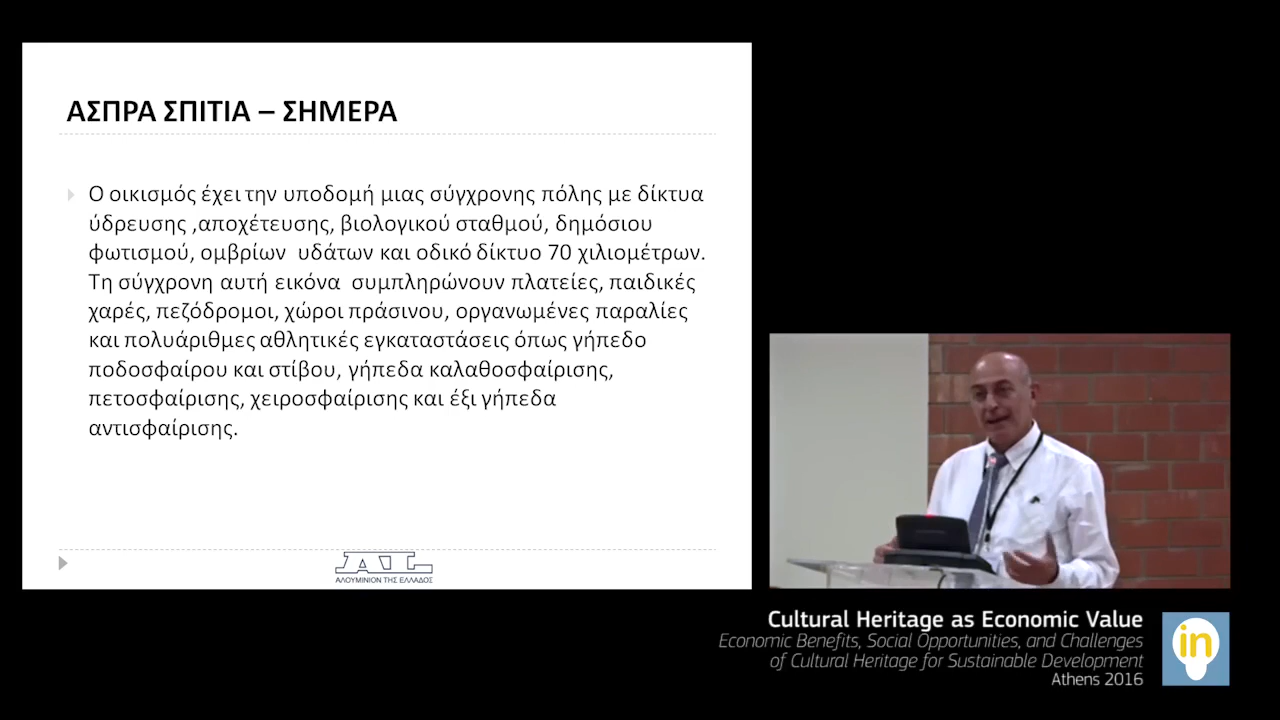 ΑΣΠΡΑ ΣΠΙΤΙΑ – ΣΗΜΕΡΑ
Ο οικισμός έχει την υποδομή μιας σύγχρονης πόλης με δίκτυα
ύδρευσης ,αποχέτευσης, βιολογικού σταθμού, δημόσιου
φωτισμού, ομβρίων υδάτων και οδικό δίκτυο 70 χιλιομέτρων.
Τη σύγχρονη αυτή εικόνα συμπληρώνουν πλατείες, παιδικές
χαρές, πεζόδρομοι, χώροι πράσινου, οργανωμένες παραλίες
και πολυάριθμες αθλητικές εγκαταστάσεις όπως γήπεδο
ποδοσφαίρου και στίβου, γήπεδα καλαθοσφαίρισης,
πετοσφαίρισης, χειροσφαίρισης και έξι γήπεδα
αντισφαίρισης.
ΑΛΟΥΜΙΝΙΟΝ ΤΗΣ ΕΛΛΑΔΟΣ
Cultural Heritage as Economic Value
Economic Benefits, Social Opportunities, and Challenges
of Cultural Heritage for Sustainable Development
Athens 2016
in